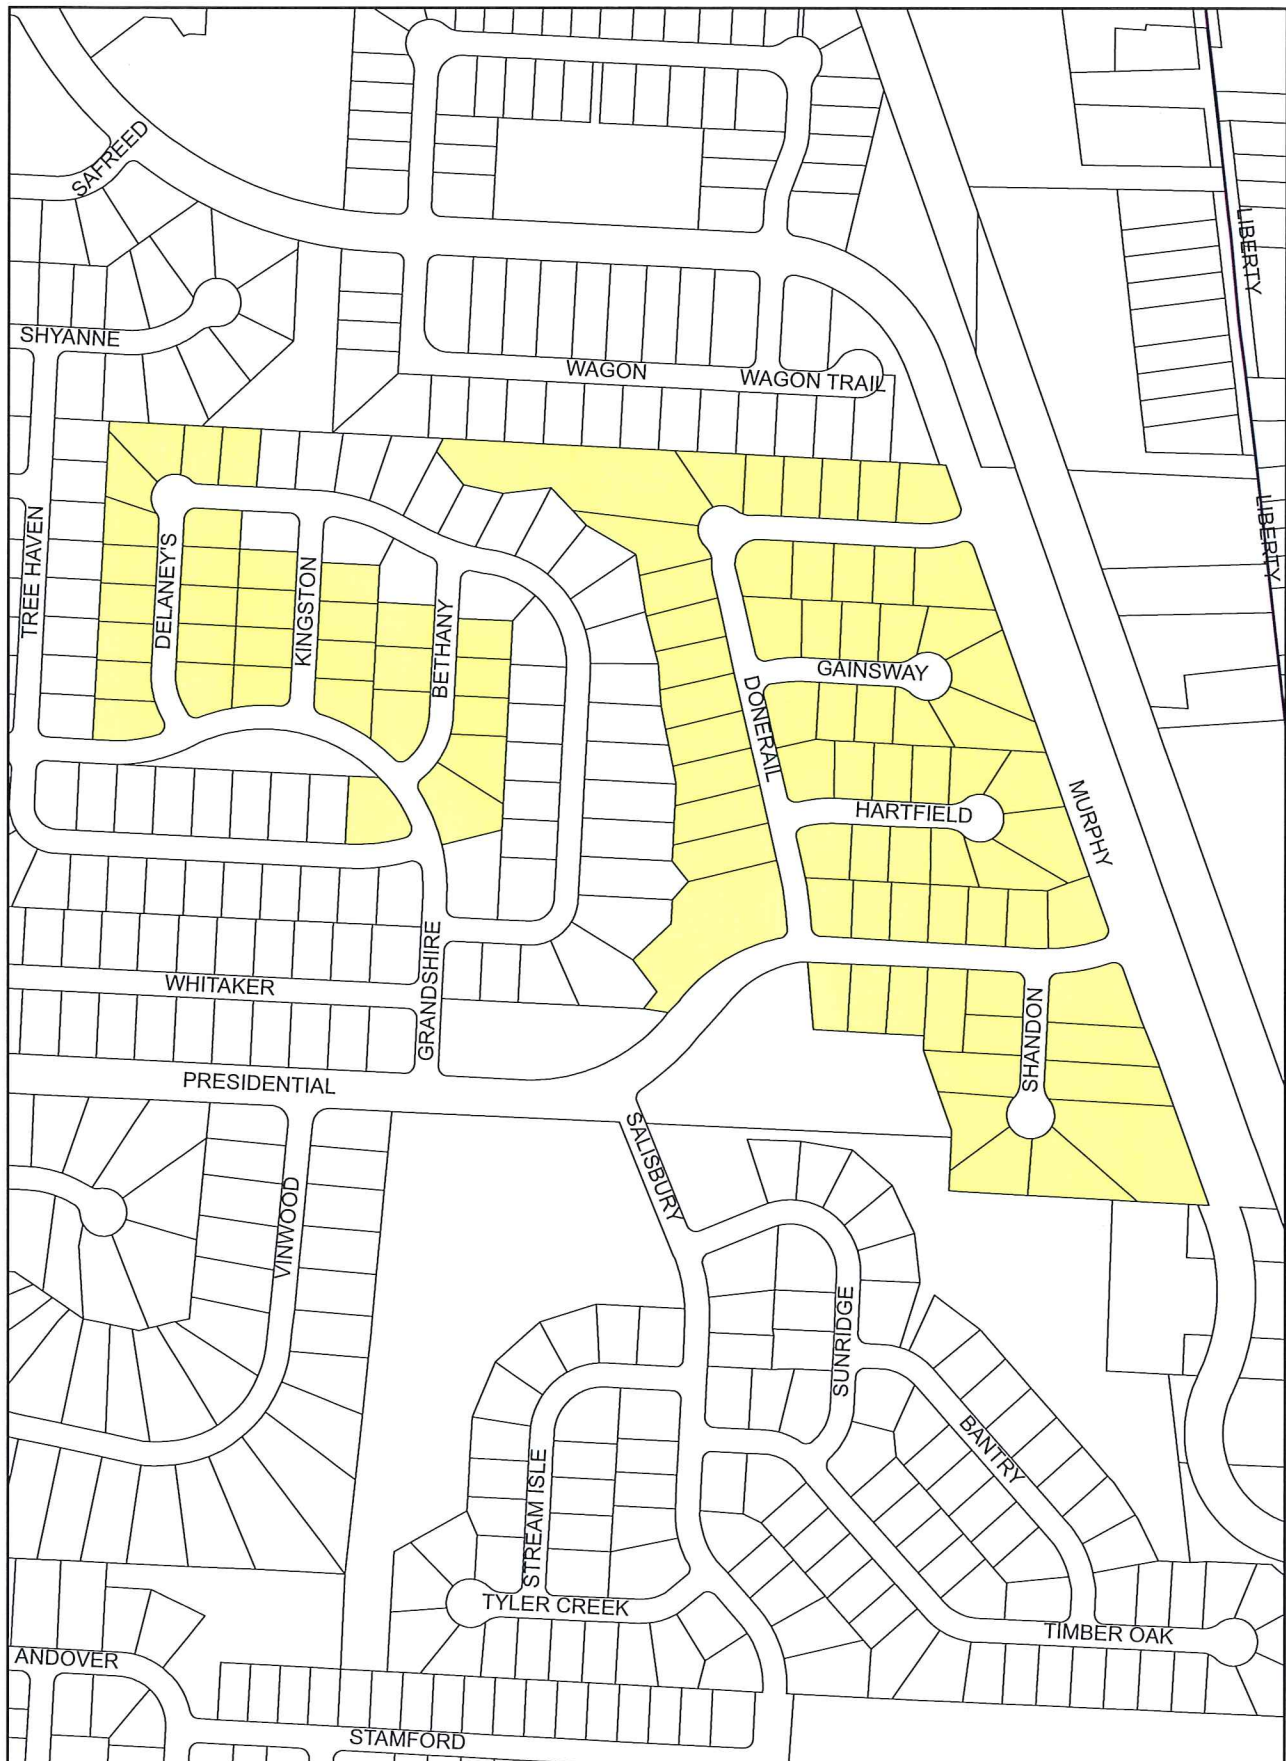 SAFREED
LIBERTY
SHYANNE
WAGON
WAGON TRAIL
LIBERTY
TREE HAVEN
DELANEY'S
KINGSTON
BETHANY
GAINSWAY
DONERAIL
HARTFIELD
MURPHY
GRANDSHIRE
WHITAKER
SHANDON
PRESIDENTIAL
SALISBURY
VINWOOD
SUNRIDGE
BANTRY
STREAM ISLE
TYLER CREEK
TIMBER OAK
ANDOVER
STAMFORD